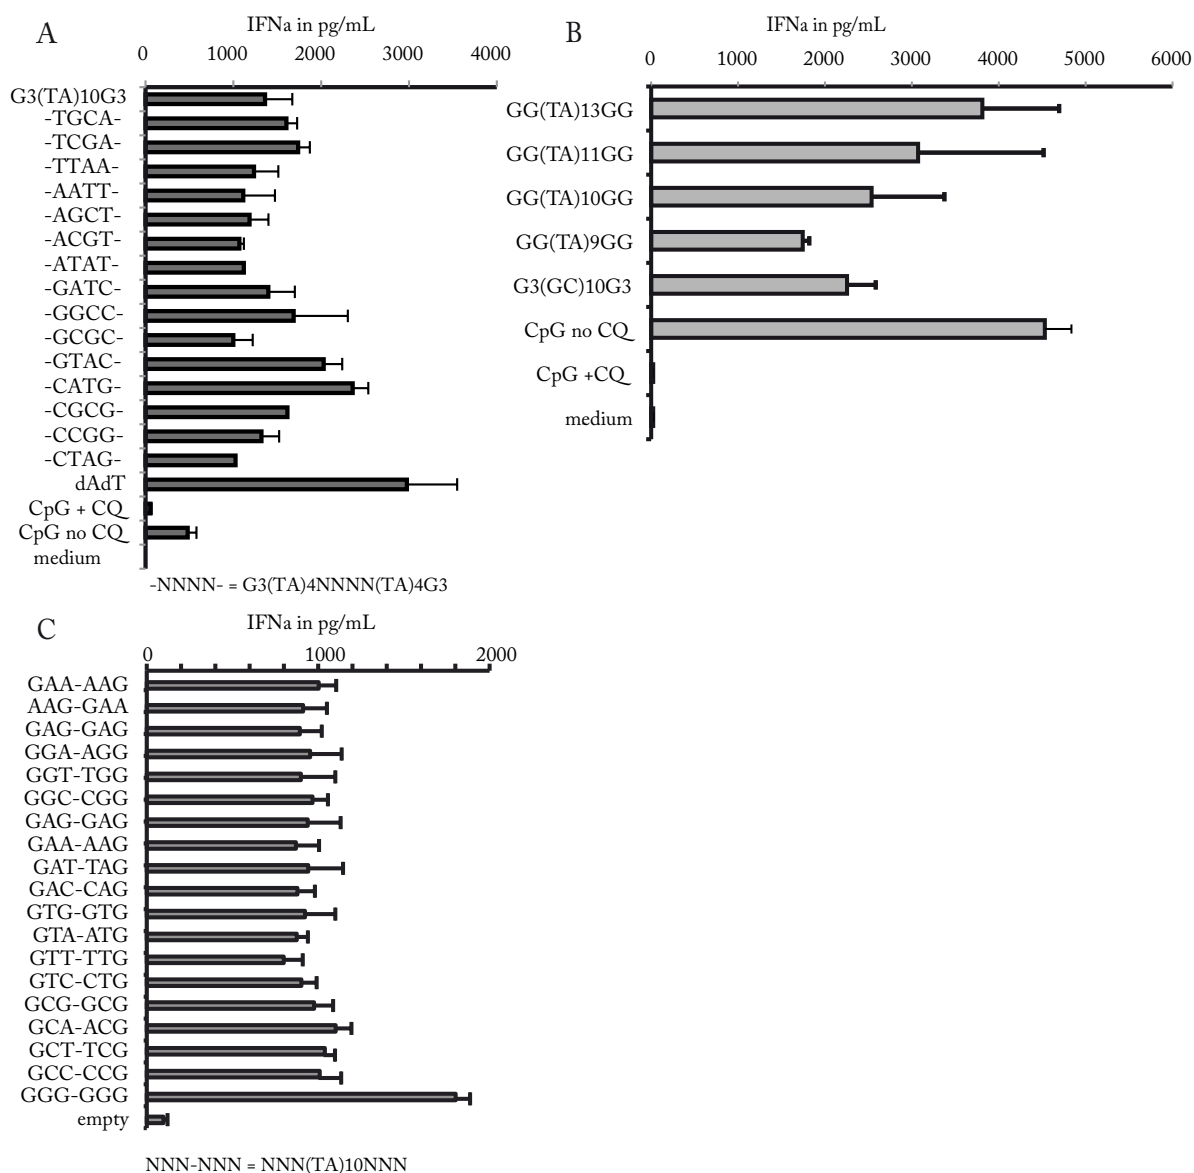 A
IFNa in pg/mL
0 1000 2000 3000 4000
G3(TA)10G3
-TGCA-
-TCGA-
-TTAA-
-AATT-
-AGCT-
-ACGT-
-ATAT-
-GATC-
-GGCC-
-GCGC-
-GTAC-
-CATG-
-CGCG-
-CCGG-
-CTAG-
dAdT
CpG + CQ
CpG no CQ
medium
-NNNN- = G3(TA)4NNNN(TA)4G3
B
IFNa in pg/mL
0 1000 2000 3000 4000 5000 6000
GG(TA)13GG
GG(TA)11GG
GG(TA)10GG
GG(TA)9GG
G3(GC)10G3
CpG no CQ
CpG +CQ
medium
C
IFNa in pg/mL
0 1000 2000
GAA-AAG
AAG-GAA
GAG-GAG
GGA-AGG
GGT-TGG
GGC-CGG
GAG-GAG
GAA-AAG
GAT-TAG
GAC-CAG
GTG-GTG
GTA-ATG
GTT-TTG
GTC-CTG
GCG-GCG
GCA-ACG
GCT-TCG
GCC-CCG
GGG-GGG
empty
NNN-NNN = NNN(TA)10NNN